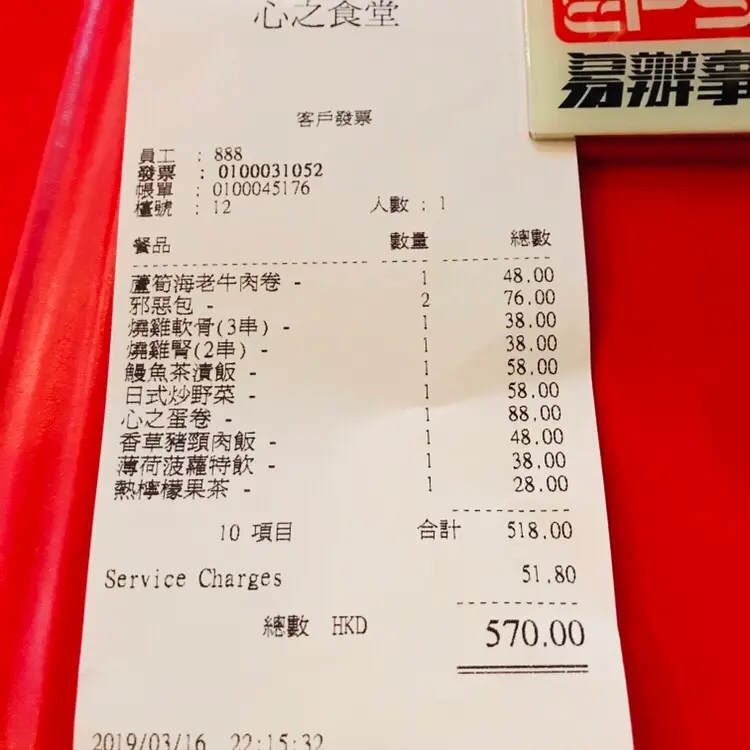 心之食堂
EPS
易辦事
客戶發票
員工 : 888
發票 : 0100031052
帳單 : 0100045176
檯號 : 12 人數 : 1
餐品 數量 總數
蘆筍海老牛肉卷 - 1 48.00
邪惡包 - 2 76.00
燒雞軟骨(3串) - 1 38.00
燒雞腎(2串) - 1 38.00
鰻魚茶漬飯 - 1 58.00
日式炒野菜 - 1 58.00
心之蛋卷 - 1 88.00
香草豬頸肉飯 - 1 48.00
薄荷菠蘿特飲 - 1 38.00
熱檸檬果茶 - 1 28.00
10 項目 合計 518.00
Service Charges 51.80
總數 HKD 570.00
2019/03/16 22:15:32